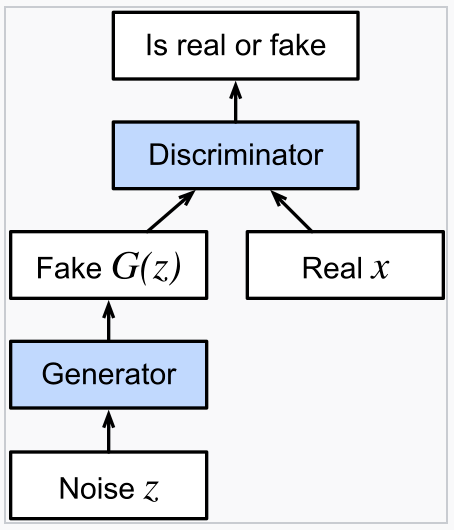 Is real or fake
Discriminator
Fake G(z)
Real x
Generator
Noise z